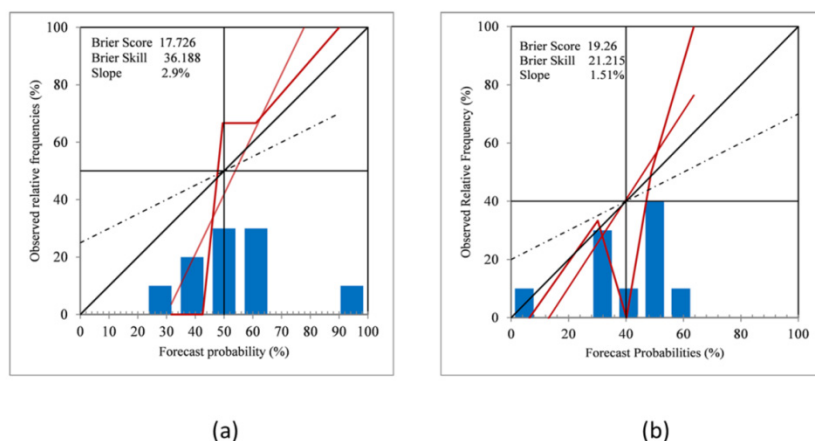 Brier Score 17.726
Brier Skill 36.188
Slope 2.9%
Observed relative frequencies (%)
100
80
60
40
20
0
0 10 20 30 40 50 60 70 80 90 100
Forecast probability (%)
(a)
Brier Score 19.26
Brier Skill 21.215
Slope 1.51%
Observed Relative Frequency (%)
100
80
60
40
20
0
0 20 40 60 80 100
Forecast Probabilities (%)
(b)